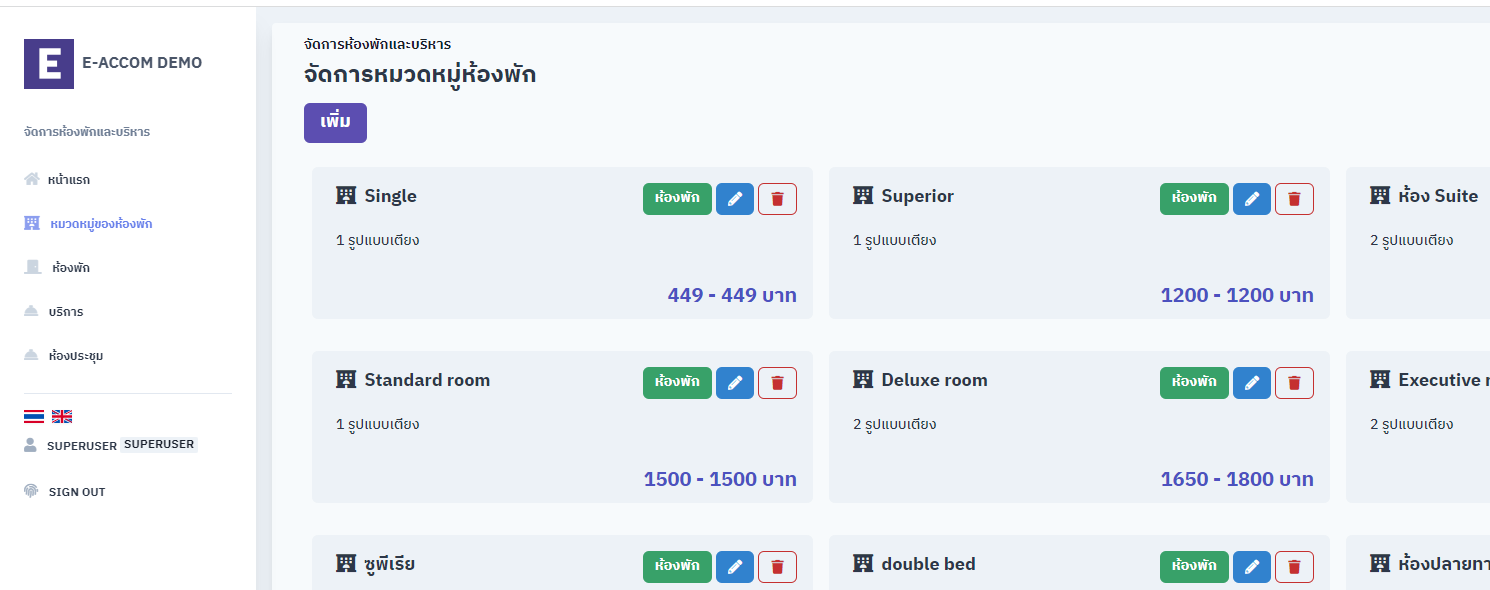 E E-ACCOM DEMO
จัดการห้องพักและบริหาร
หน้าแรก
หมวดหมู่ของห้องพัก
ห้องพัก
บริการ
ห้องประชุม
SUPERUSER SUPERUSER
SIGN OUT
จัดการห้องพักและบริหาร
จัดการหมวดหมู่ห้องพัก
เพิ่ม
Single ห้องพัก
1 รูปแบบเตียง
449 - 449 บาท
Superior ห้องพัก
1 รูปแบบเตียง
1200 - 1200 บาท
ห้อง Suite
2 รูปแบบเตียง
Standard room ห้องพัก
1 รูปแบบเตียง
1500 - 1500 บาท
Deluxe room ห้องพัก
2 รูปแบบเตียง
1650 - 1800 บาท
Executive
2 รูปแบบเตียง
ซูพีเรีย ห้องพัก
double bed ห้องพัก
ห้องปลายทา